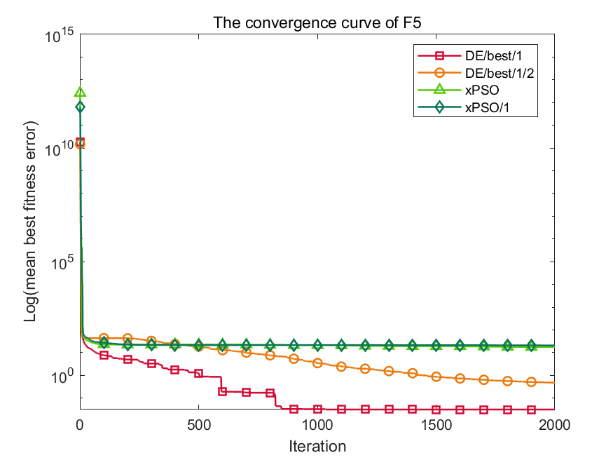 The convergence curve of F5
Log(mean best fitness error)
10^15
10^10
10^5
10^0
0
500
1000
1500
2000
Iteration
DE/best/1
DE/best/1/2
xPSO
xPSO/1